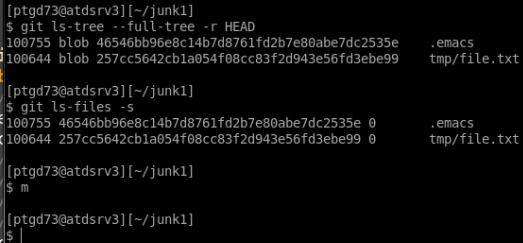 [ptgd73@atdsrv3][~/junk1]
$ git ls-tree --full-tree -r HEAD
100755 blob 46546bb96e8c14b7d8761fd2b7e80abe7dc2535e    .emacs
100644 blob 257cc5642cb1a054f08cc83f2d943e56fd3ebe99    tmp/file.txt
[ptgd73@atdsrv3][~/junk1]
$ git ls-files -s
100755 46546bb96e8c14b7d8761fd2b7e80abe7dc2535e 0       .emacs
100644 257cc5642cb1a054f08cc83f2d943e56fd3ebe99 0       tmp/file.txt
[ptgd73@atdsrv3][~/junk1]
$ m
[ptgd73@atdsrv3][~/junk1]
$